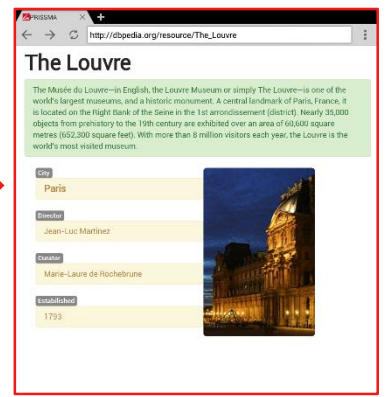 PRISSMA
http://dbpedia.org/resource/The_Louvre
The Louvre
The Musée du Louvre—in English, the Louvre Museum or simply The Louvre—is one of the
world's largest museums, and a historic monument. A central landmark of Paris, France, it
is located on the Right Bank of the Seine in the 1st arrondissement (district). Nearly 35,000
objects from prehistory to the 19th century are exhibited over an area of 60,600 square
metres (652,300 square feet). With more than 8 million visitors each year, the Louvre is the
world's most visited museum.
City
Paris
Director
Jean-Luc Martinez
Curator
Marie-Laure de Rochebrune
Estabilished
1793